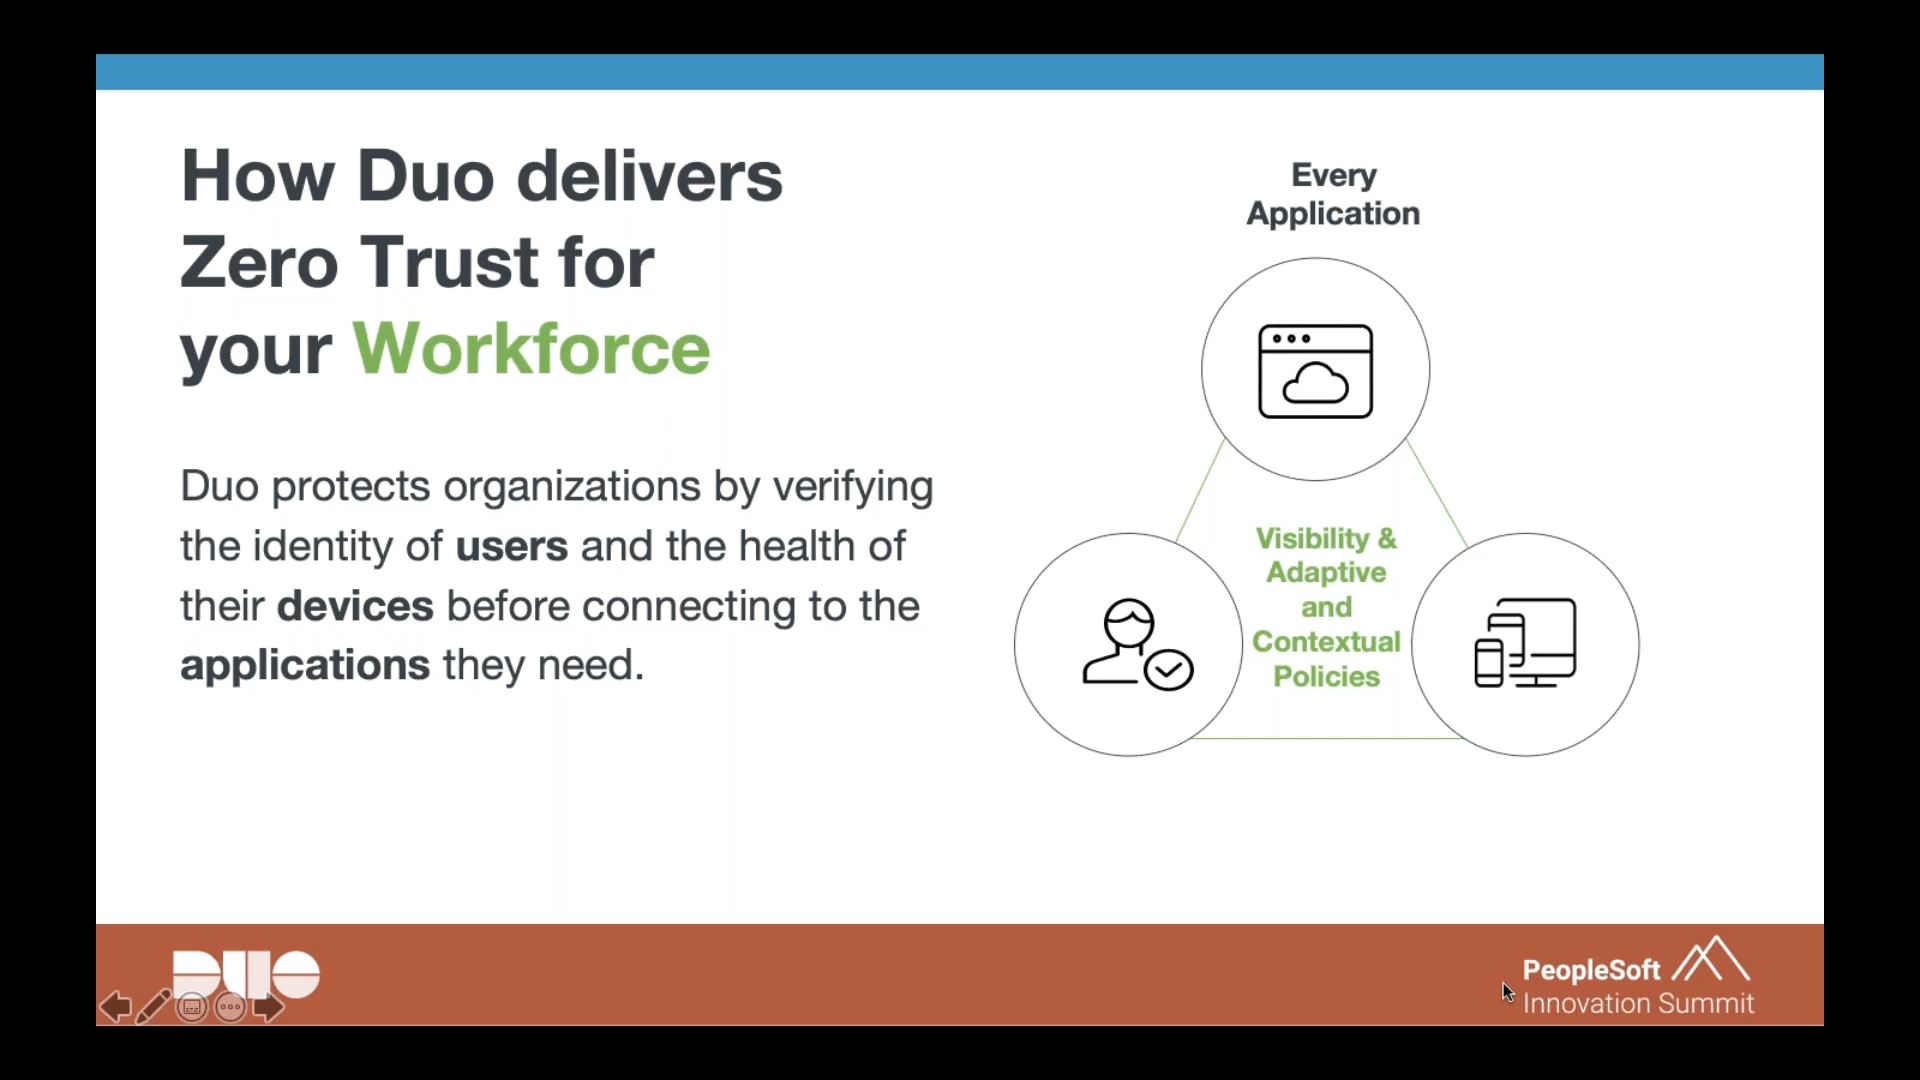 How Duo delivers
Zero Trust for
your Workforce
Duo protects organizations by verifying
the identity of users and the health of
their devices before connecting to the
applications they need.
Every
Application
Visibility &
Adaptive
and
Contextual
Policies
DUO
PeopleSoft
Innovation Summit